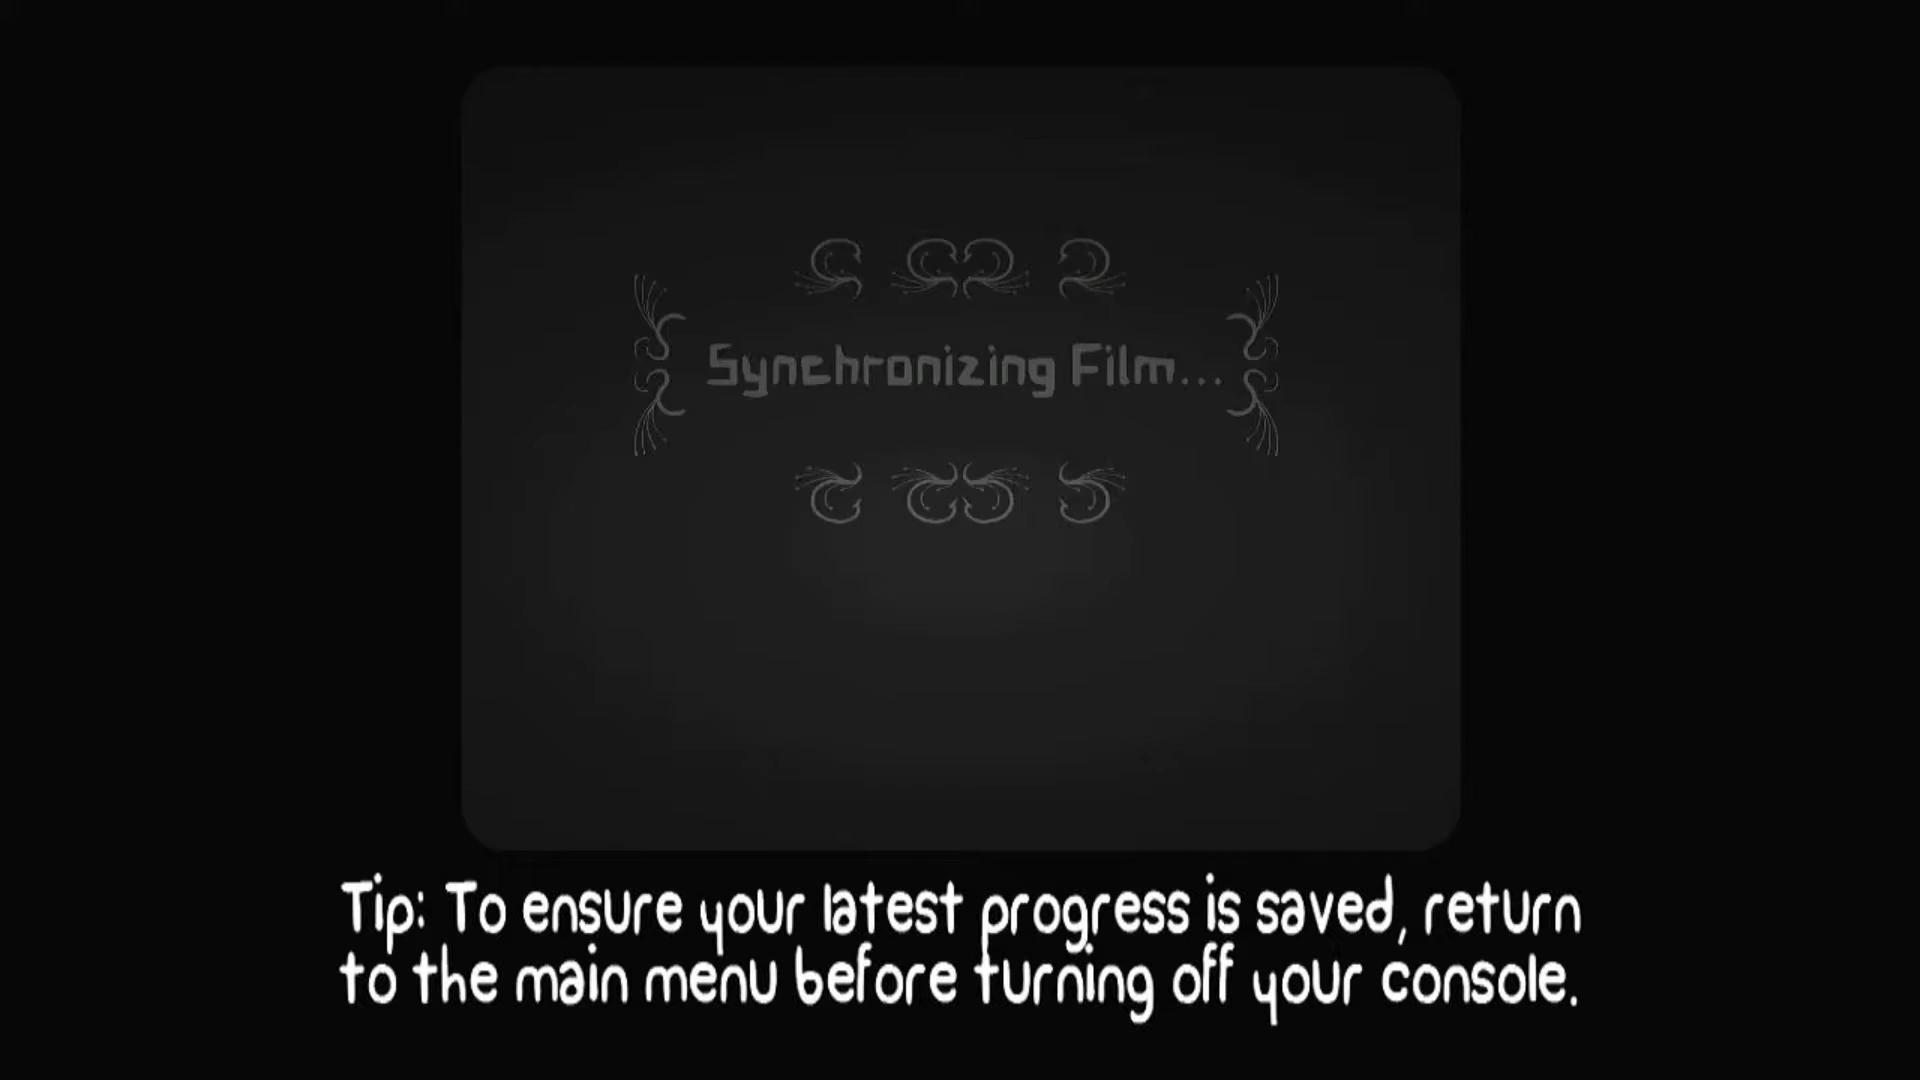 Synchronizing Film...
Tip: To ensure your latest progress is saved, return
to the main menu before turning off your console.